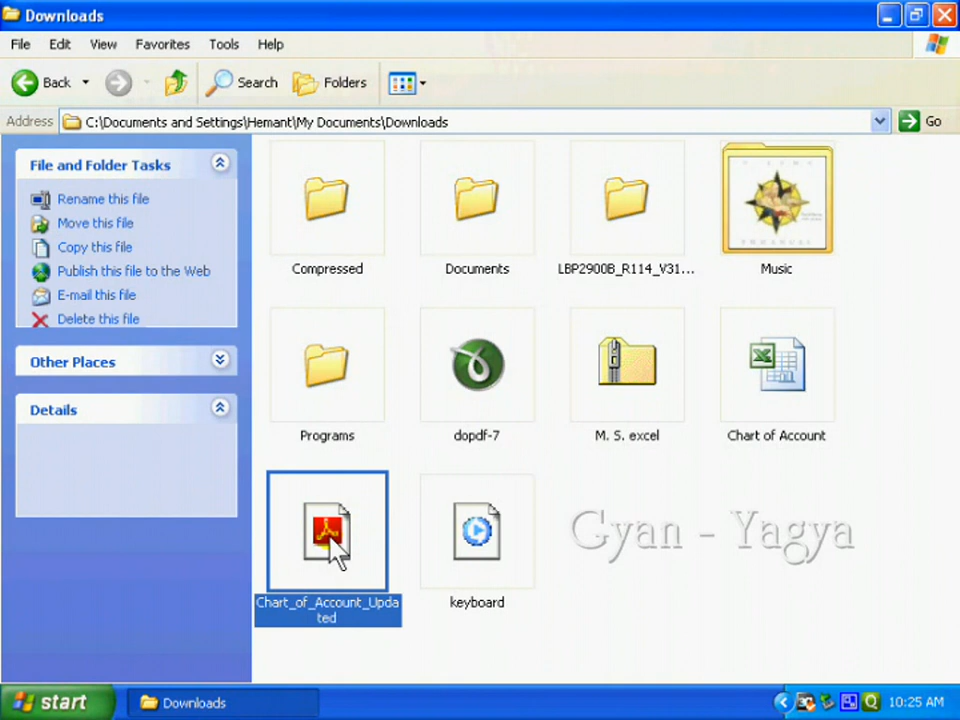 Downloads
File Edit View Favorites Tools Help
Back Search Folders
Address C:\Documents and Settings\Hemant\My Documents\Downloads Go
File and Folder Tasks
Rename this file
Move this file
Copy this file
Publish this file to the Web
E-mail this file
Delete this file
Other Places
Details
Compressed Documents LBP2900B_R114_V31... Music
Programs dopdf-7 M. S. excel Chart of Account
Chart_of_Account_Upda
ted
keyboard
Gyan - Yagya
start Downloads 10:25 AM